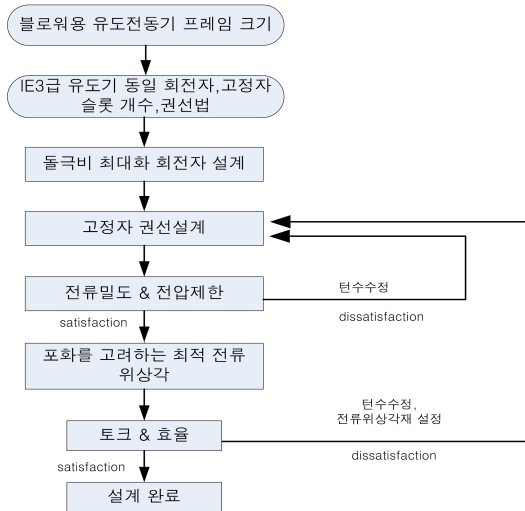 블로워용 유도전동기 프레임 크기
IE3급 유도기 동일 회전자,고정자
슬롯 개수,권선법
돌극비 최대화 회전자 설계
고정자 권선설계
전류밀도 & 전압제한
턴수수정
dissatisfaction
satisfaction
포화를 고려하는 최적 전류
위상각
토크 & 효율
턴수수정,
전류위상각재 설정
dissatisfaction
satisfaction
설계 완료